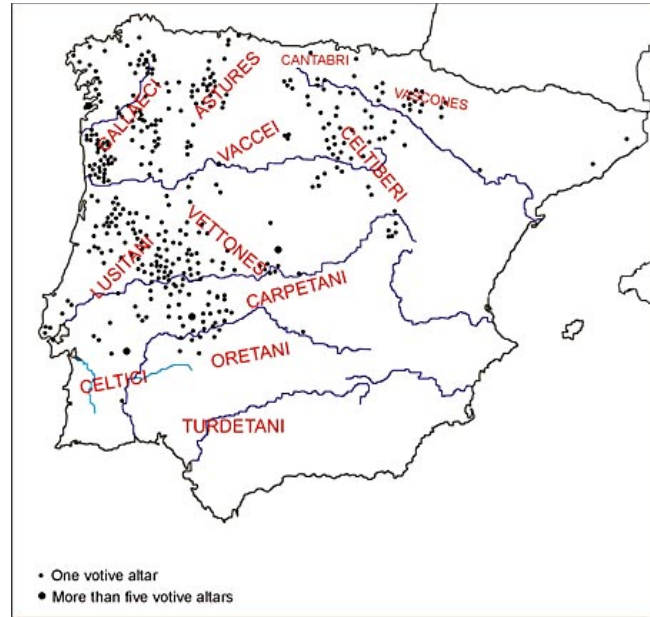 CANTABRI
ASTURES
GALLAECI
VASCONES
VACCEI
CELTIBERI
VETTONES
LUSITANI
CARPETANI
ORETANI
CELTICI
TURDETANI
One votive altar
More than five votive altars